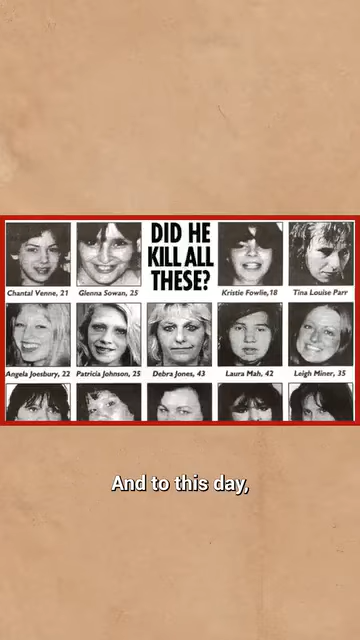 DID HE
KILL ALL
THESE?
Chantal Venne, 21
Glenna Sowan, 25
Kristie Fowlie, 18
Tina Louise Parr
Angela Joesbury, 22
Patricia Johnson, 25
Debra Jones, 43
Laura Mah, 42
Leigh Miner, 35
And to this day,